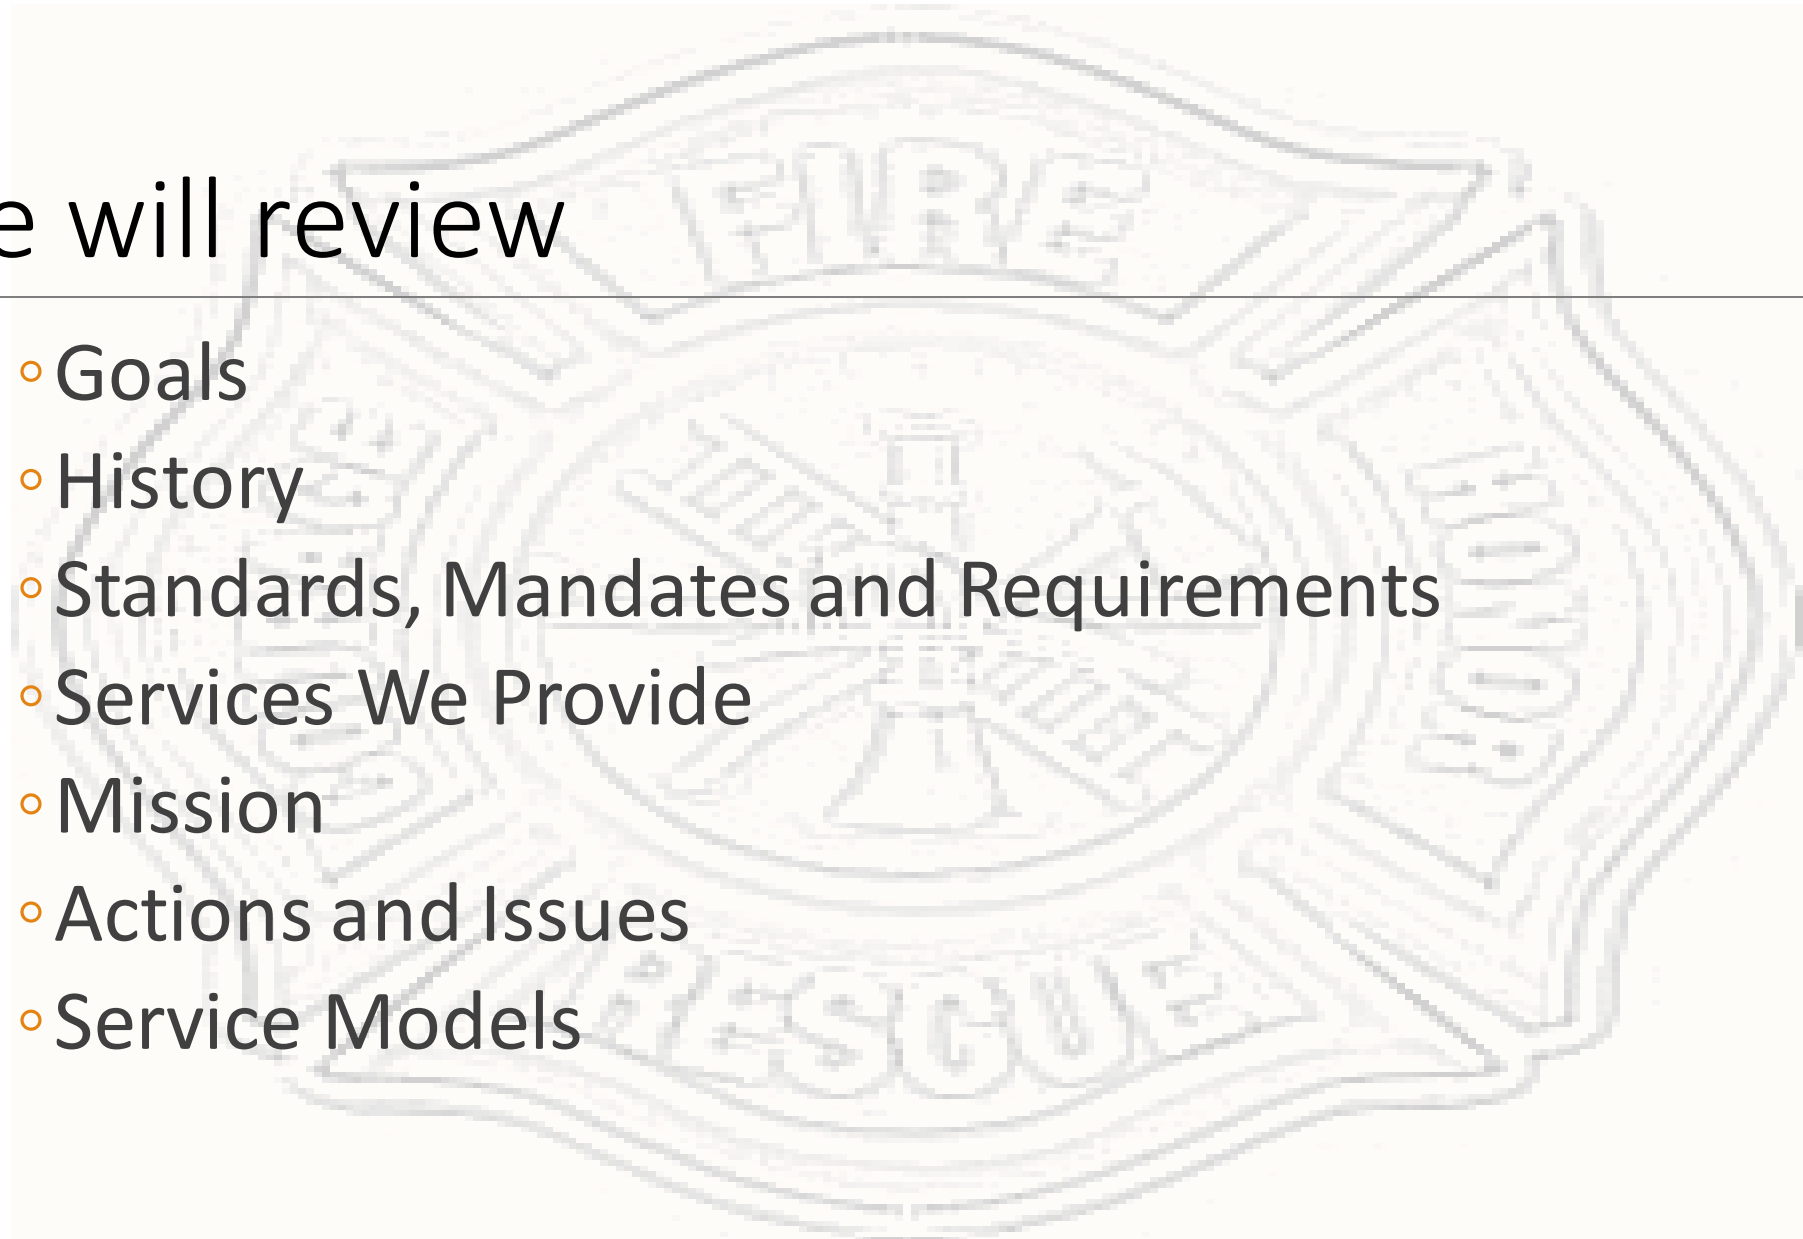 FIRE
e will review
Goals
History
Standards, Mandates and Requirements
Services We Provide
Mission
Actions and Issues
Service Models
RESCUE